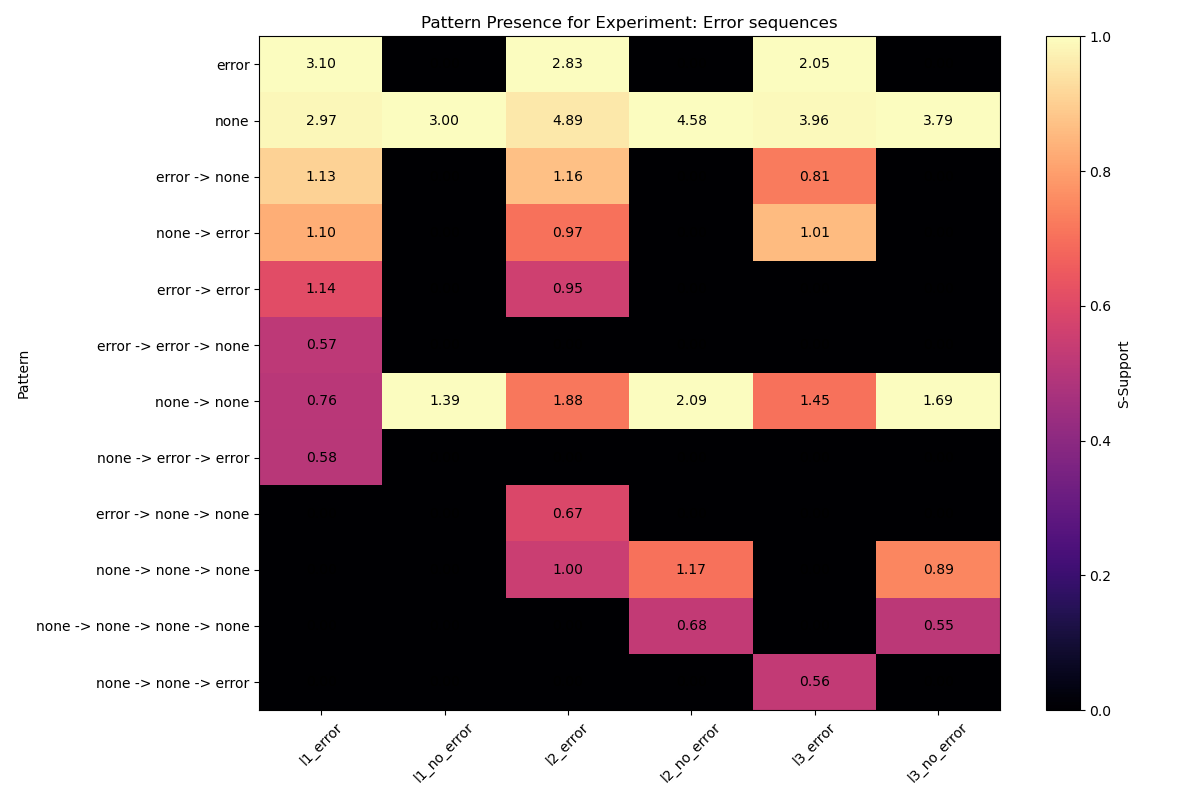 Pattern Presence for Experiment: Error sequences
error 3.10 2.83 2.05
none 2.97 3.00 4.89 4.58 3.96 3.79
error -> none 1.13 1.16 0.81
none -> error 1.10 0.97 1.01
error -> error 1.14 0.95
error -> error -> none 0.57
none -> none 0.76 1.39 1.88 2.09 1.45 1.69
none -> error -> error 0.58
error -> none -> none 0.67
none -> none -> none 1.00 1.17 0.89
none -> none -> none -> none 0.68 0.55
none -> none -> error 0.56
l1_error l1_no_error l2_error l2_no_error l3_error l3_no_error
Pattern
1.0
0.8
0.6
0.4
0.2
0.0
S-Support